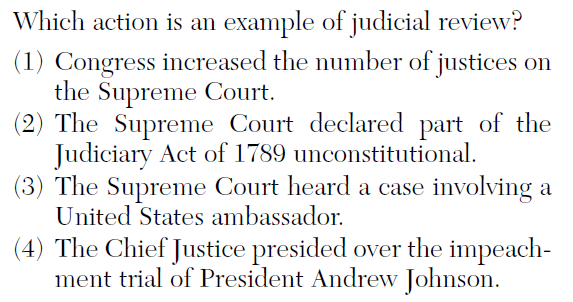 Which action is an example of judicial review?
(1) Congress increased the number of justices on
the Supreme Court.
(2) The Supreme Court declared part of the
Judiciary Act of 1789 unconstitutional.
(3) The Supreme Court heard a case involving a
United States ambassador.
(4) The Chief Justice presided over the impeach-
ment trial of President Andrew Johnson.